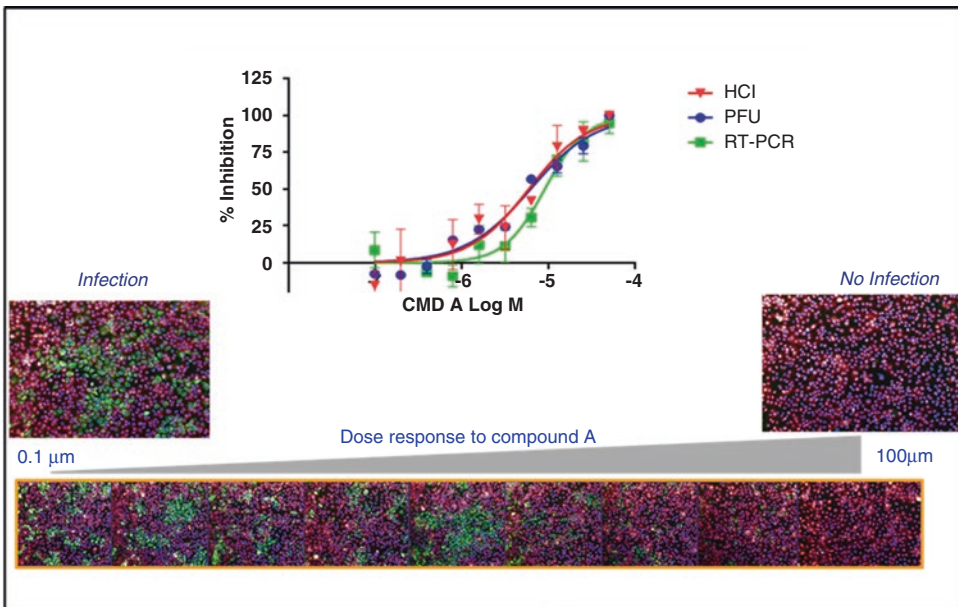 125
100
75
50
25
0
% Inhibition
-6
-5
-4
CMD A Log M
HCI
PFU
RT-PCR
Infection
No Infection
Dose response to compound A
0.1 µm
100µm